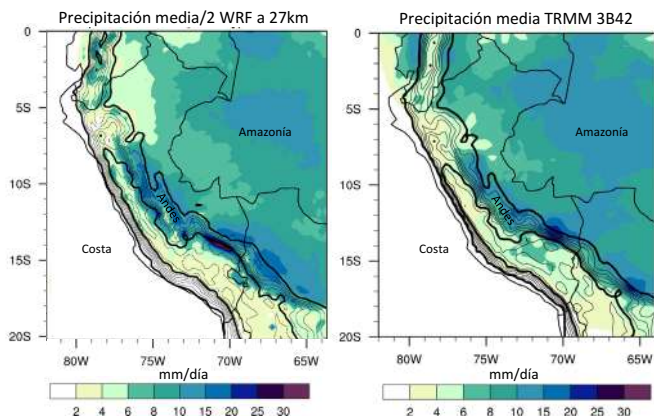 Precipitación media/2 WRF a 27km
0
5S
10S
15S
20S
80W
75W
70W
65W
Amazonía
Andes
Costa
mm/día
2 4 6 8 10 15 20 25 30
Precipitación media TRMM 3B42
0
5S
10S
15S
20S
80W
75W
70W
65W
Amazonía
Andes
Costa
mm/día
2 4 6 8 10 15 20 25 30